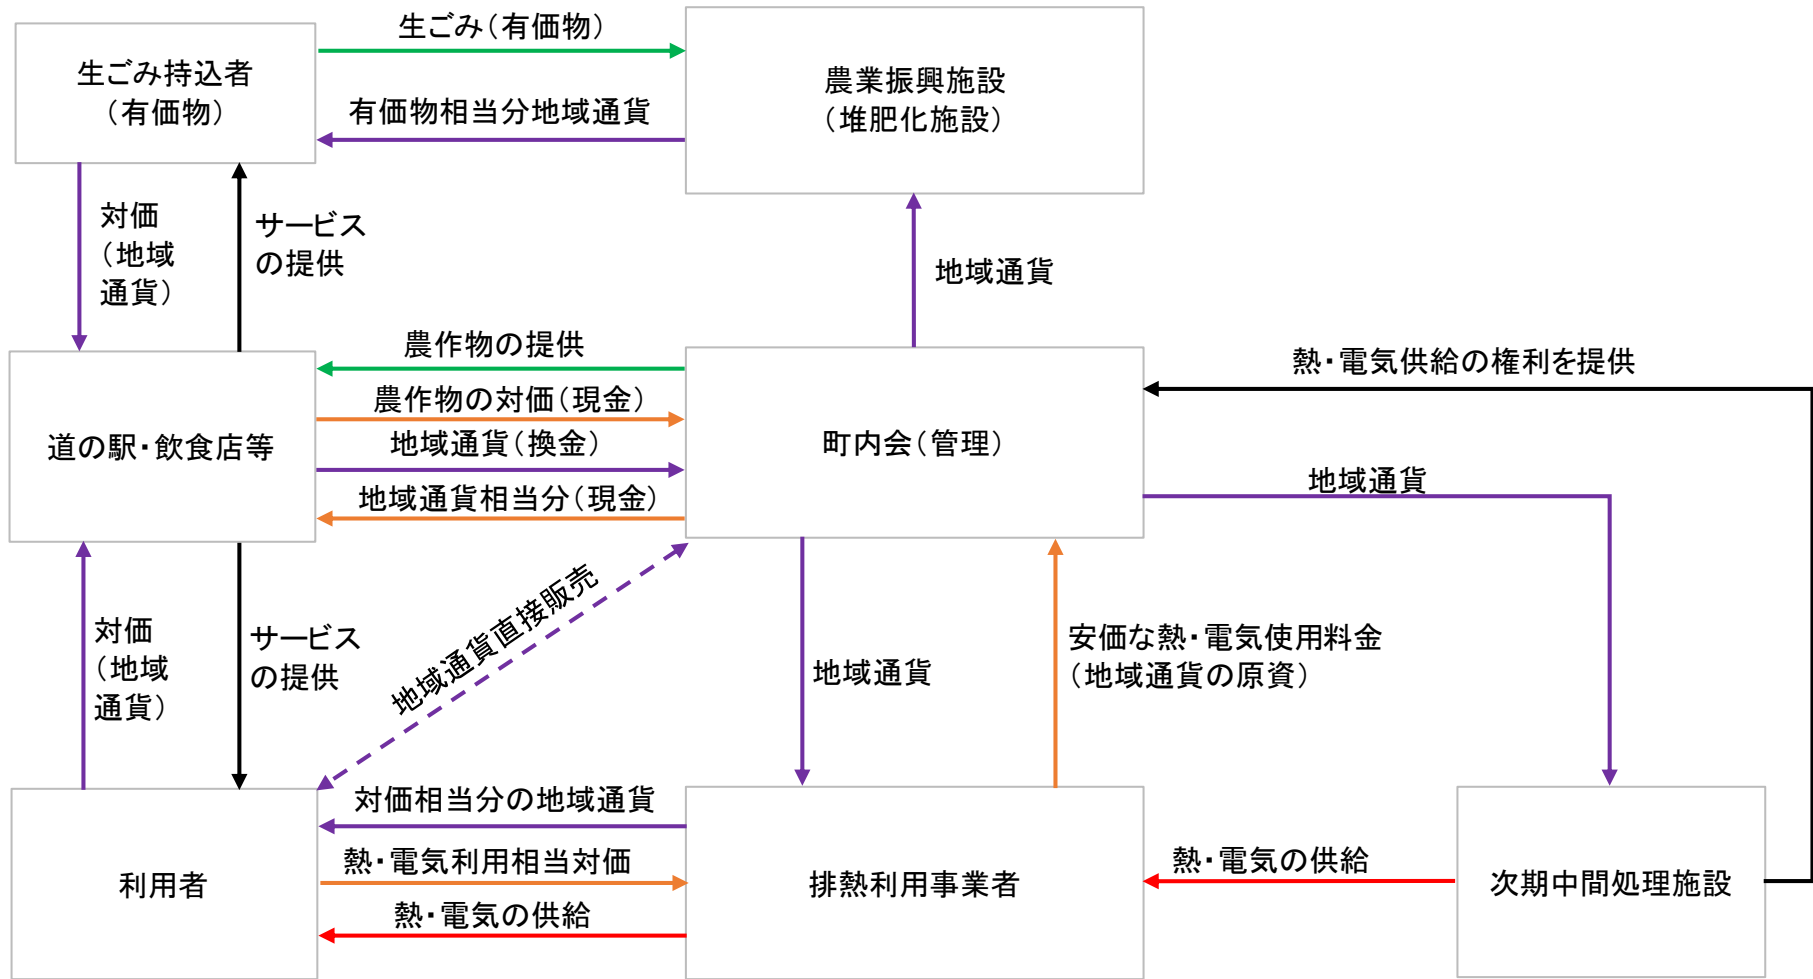 生ごみ持込者
（有価物）
生ごみ（有価物）
有価物相当分地域通貨
農業振興施設
（堆肥化施設）
対価
（地域
通貨）
サービス
の提供
地域通貨
農作物の提供
農作物の対価（現金）
地域通貨（換金）
地域通貨相当分（現金）
道の駅・飲食店等
町内会（管理）
熱・電気供給の権利を提供
地域通貨
対価
（地域
通貨）
サービス
の提供
地域通貨直接販売
地域通貨
安価な熱・電気使用料金
（地域通貨の原資）
利用者
対価相当分の地域通貨
熱・電気利用相当対価
熱・電気の供給
排熱利用事業者
熱・電気の供給
次期中間処理施設